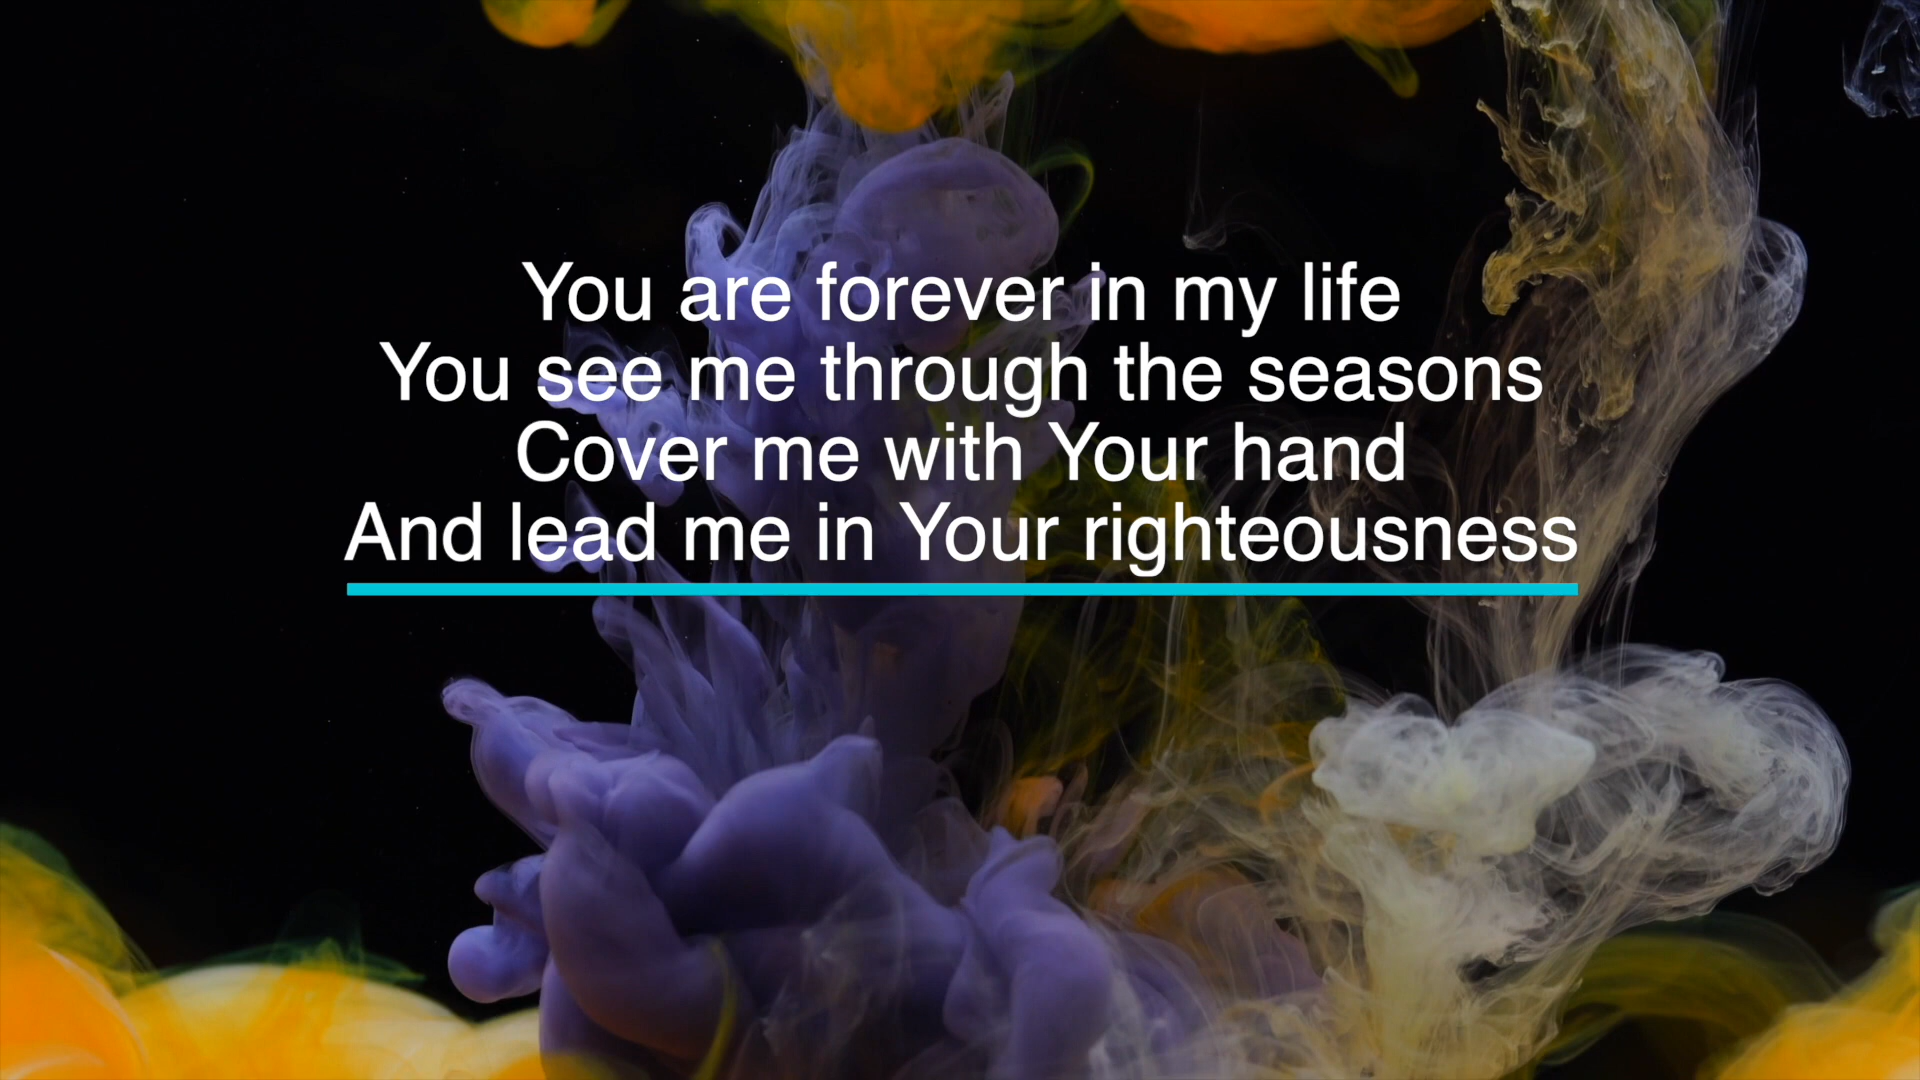 You are forever in my life
You see me through the seasons
Cover me with Your hand
And lead me in Your righteousness